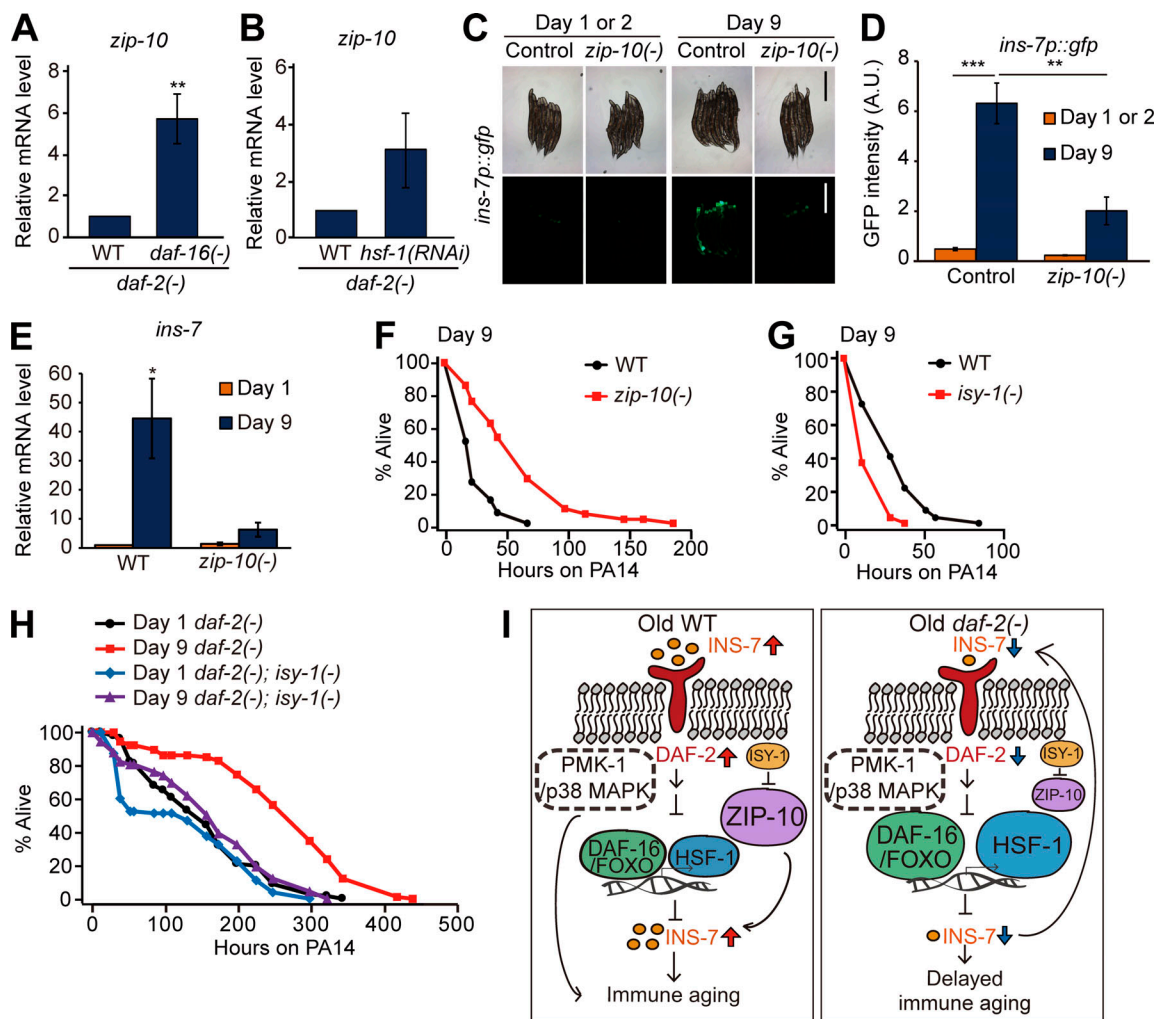 A
zip-10
Relative mRNA level
8
6
4
2
0
**
WT
daf-16(-)
daf-2(-)
B
zip-10
Relative mRNA level
6
4
2
0
WT
hsf-1(RNAi)
daf-2(-)
C
Day 1 or 2
Day 9
Control
zip-10(-)
Control
zip-10(-)
ins-7p::gfp
D
ins-7p::gfp
GFP intensity (A.U.)
8
6
4
2
0
***
**
Day 1 or 2
Day 9
Control
zip-10(-)
E
ins-7
Relative mRNA level
60
50
40
30
20
10
0
*
Day 1
Day 9
WT
zip-10(-)
F
Day 9
% Alive
100
80
60
40
20
0
WT
zip-10(-)
0
50
100
150
200
Hours on PA14
G
Day 9
% Alive
100
80
60
40
20
0
WT
isy-1(-)
0
50
100
Hours on PA14
H
Day 1 daf-2(-)
Day 9 daf-2(-)
Day 1 daf-2(-); isy-1(-)
Day 9 daf-2(-); isy-1(-)
% Alive
100
80
60
40
20
0
0
100
200
300
400
500
Hours on PA14
I
Old WT
INS-7
PMK-1
/p38 MAPK
DAF-2
ISY-1
ZIP-10
DAF-16
/FOXO
HSF-1
INS-7
Immune aging
Old daf-2(-)
INS-7
PMK-1
/p38 MAPK
DAF-2
ISY-1
ZIP-10
DAF-16
/FOXO
HSF-1
INS-7
Delayed
immune aging